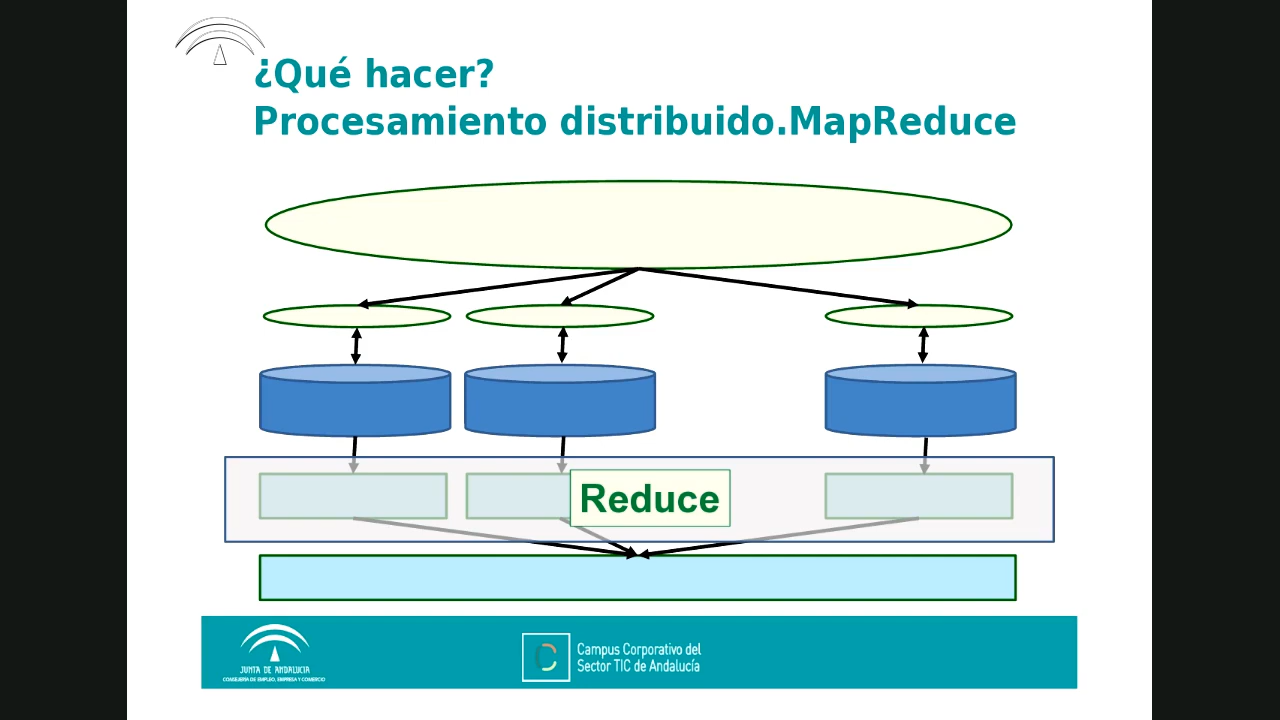 ¿Qué hacer?
Procesamiento distribuido.MapReduce
Reduce
JUNTA DE ANDALUCIA
CONSEJERÍA DE EMPLEO, EMPRESA Y COMERCIO
Campus Corporativo del
Sector TIC de Andalucía